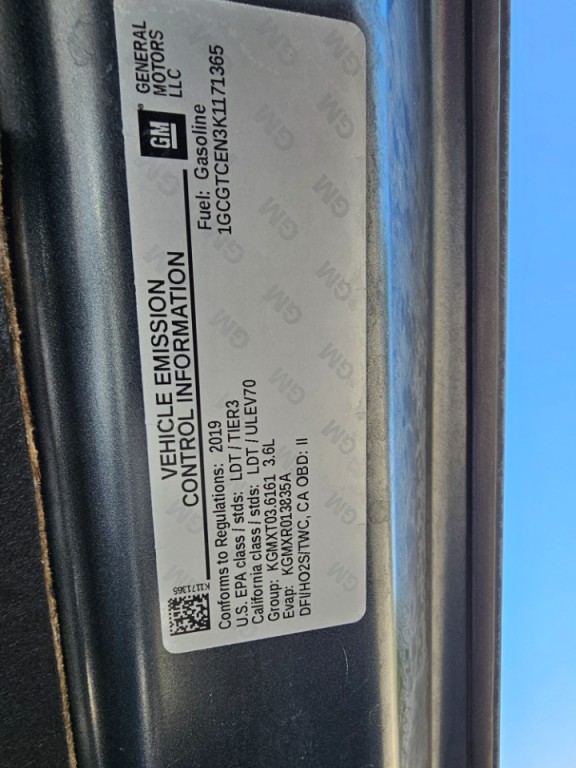 VEHICLE EMISSION
CONTROL INFORMATION
GM
GENERAL
MOTORS
LLC
K1171365
Conforms to Regulations: 2019
U.S. EPA class / stds: LDT / TIER3
California class / stds: LDT / ULEV70
Group: KGMXT03.6161 3.6L
Evap: KGMXR013835A
DFI/HO2S/TWC, CA OBD: II
Fuel: Gasoline
1GCGTCEN3K1171365